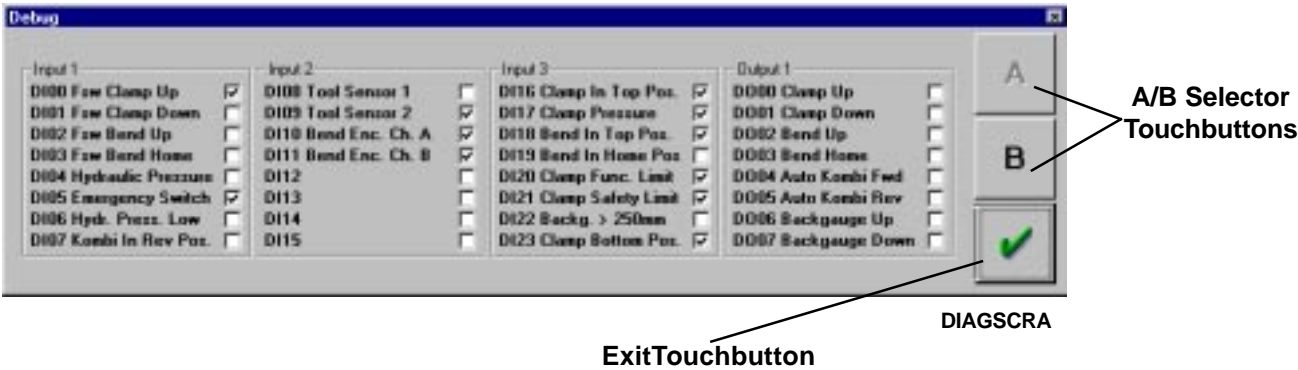 Debug
Input 1
DI00 Fsw Clamp Up
DI01 Fsw Clamp Down
DI02 Fsw Bend Up
DI03 Fsw Bend Home
DI04 Hydraulic Pressure
DI05 Emergency Switch
DI06 Hydr. Press. Low
DI07 Kombi In Rev Pos.
Input 2
DI08 Tool Sensor 1
DI09 Tool Sensor 2
DI10 Bend Enc. Ch. A
DI11 Bend Enc. Ch. B
DI12
DI13
DI14
DI15
Input 3
DI16 Clamp In Top Pos.
DI17 Clamp Pressure
DI18 Bend In Top Pos.
DI19 Bend In Home Pos
DI20 Clamp Func. Limit
DI21 Clamp Safety Limit
DI22 Backg. > 250mm
DI23 Clamp Bottom Pos.
Output 1
DO00 Clamp Up
DO01 Clamp Down
DO02 Bend Up
DO03 Bend Home
DO04 Auto Kombi Fwd
DO05 Auto Kombi Rev
DO06 Backgauge Up
DO07 Backgauge Down
A
B
A/B Selector
Touchbuttons
DIAGSCRA
ExitTouchbutton